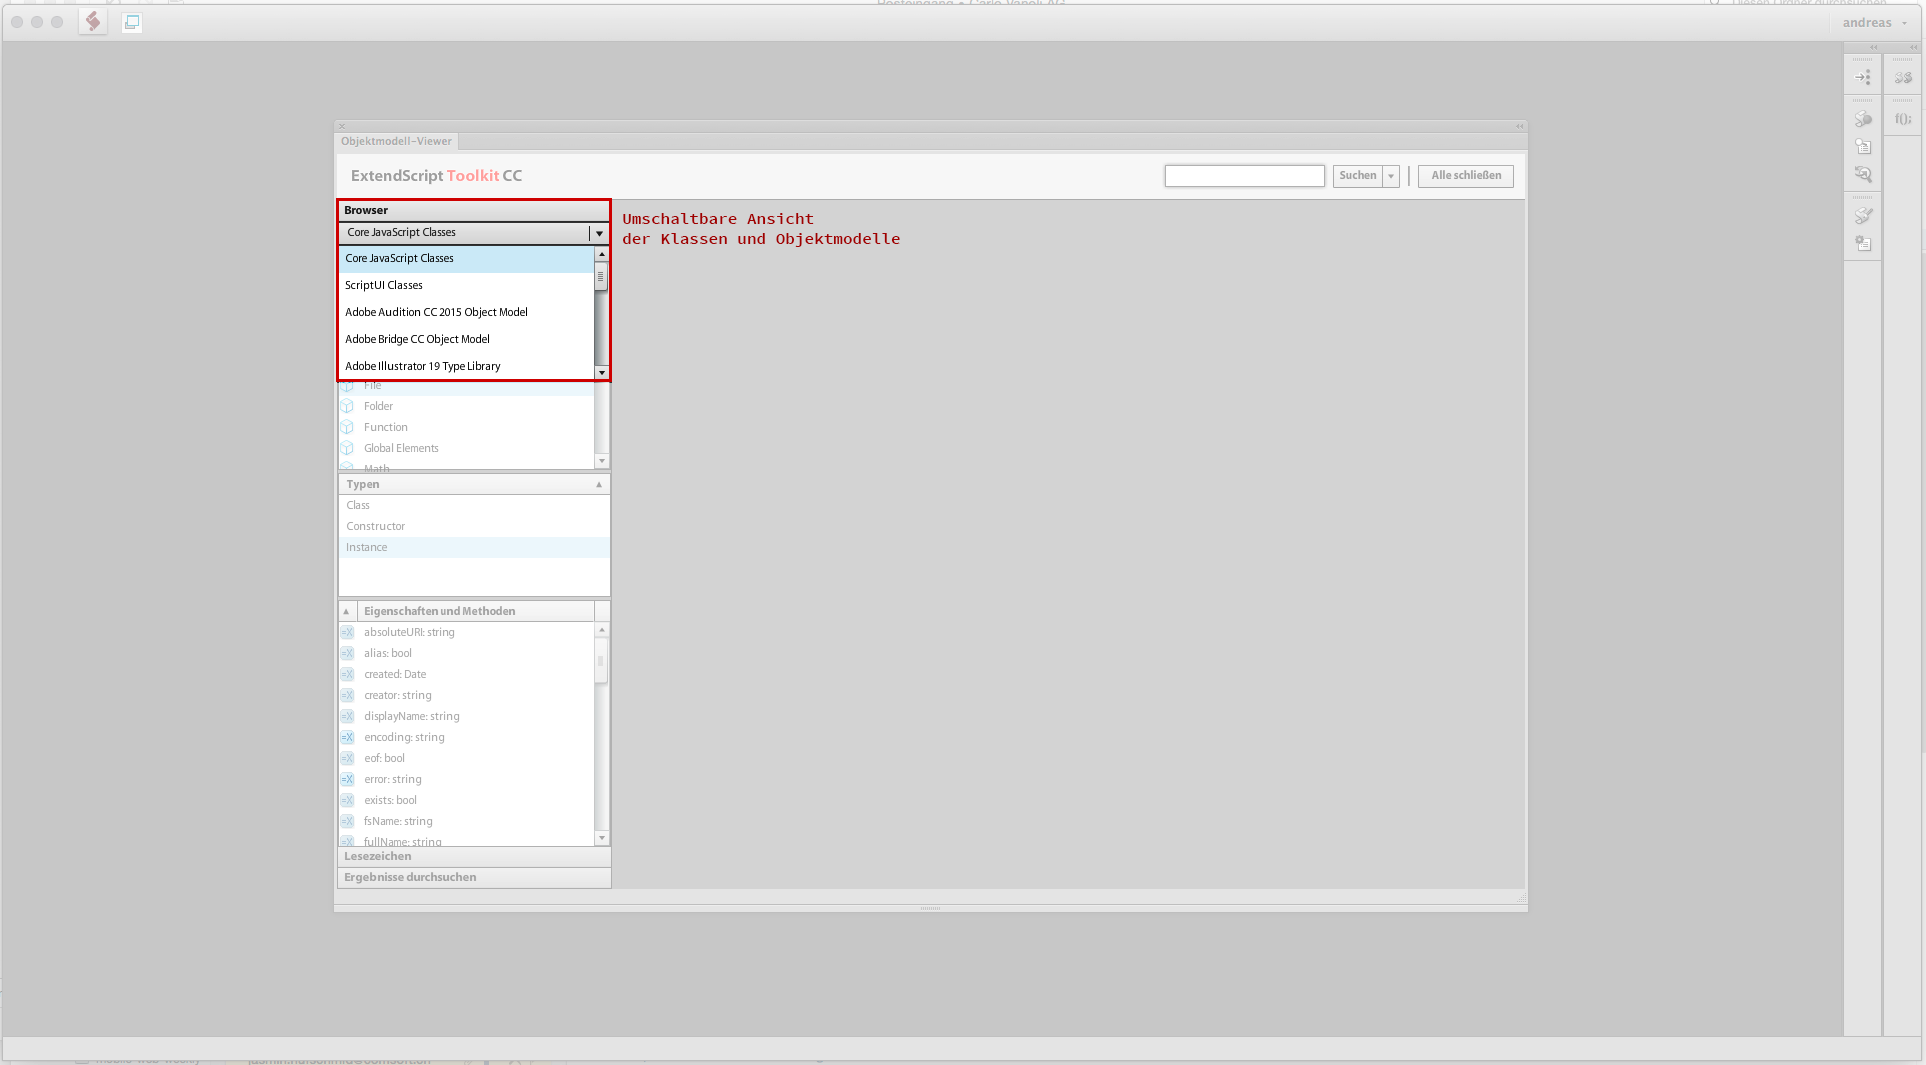 andreas
Objektmodell-Viewer
ExtendScript Toolkit CC
Suchen
Alle schließen
Browser
Core JavaScript Classes
Core JavaScript Classes
ScriptUI Classes
Adobe Audition CC 2015 Object Model
Adobe Bridge CC Object Model
Adobe Illustrator 19 Type Library
Umschaltbare Ansicht
der Klassen und Objektmodelle
File
Folder
Function
Global Elements
Math
Typen
Class
Constructor
Instance
Eigenschaften und Methoden
absoluteURI: string
alias: bool
created: Date
creator: string
displayName: string
encoding: string
eof: bool
error: string
exists: bool
fsName: string
fullName: string
Lesezeichen
Ergebnisse durchsuchen
f();